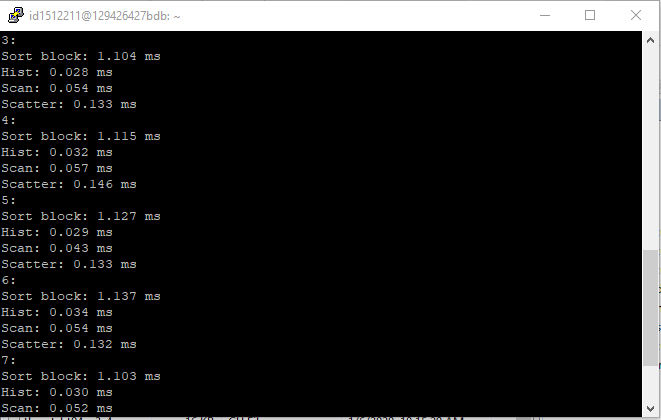 id1512211@129426427bdb: ~
3:
Sort block: 1.104 ms
Hist: 0.028 ms
Scan: 0.054 ms
Scatter: 0.133 ms
4:
Sort block: 1.115 ms
Hist: 0.032 ms
Scan: 0.057 ms
Scatter: 0.146 ms
5:
Sort block: 1.127 ms
Hist: 0.029 ms
Scan: 0.043 ms
Scatter: 0.133 ms
6:
Sort block: 1.137 ms
Hist: 0.034 ms
Scan: 0.054 ms
Scatter: 0.132 ms
7:
Sort block: 1.103 ms
Hist: 0.030 ms
Scan: 0.052 ms